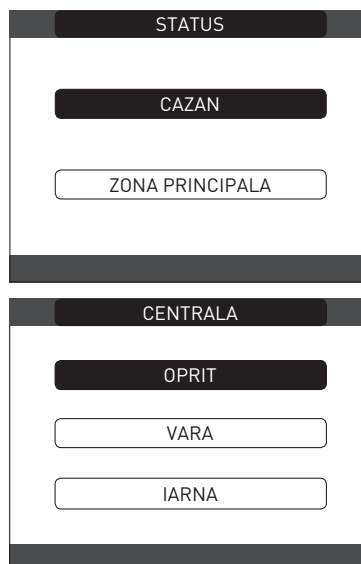 STATUS
CAZAN
ZONA PRINCIPALA
CENTRALA
OPRIT
VARA
IARNA